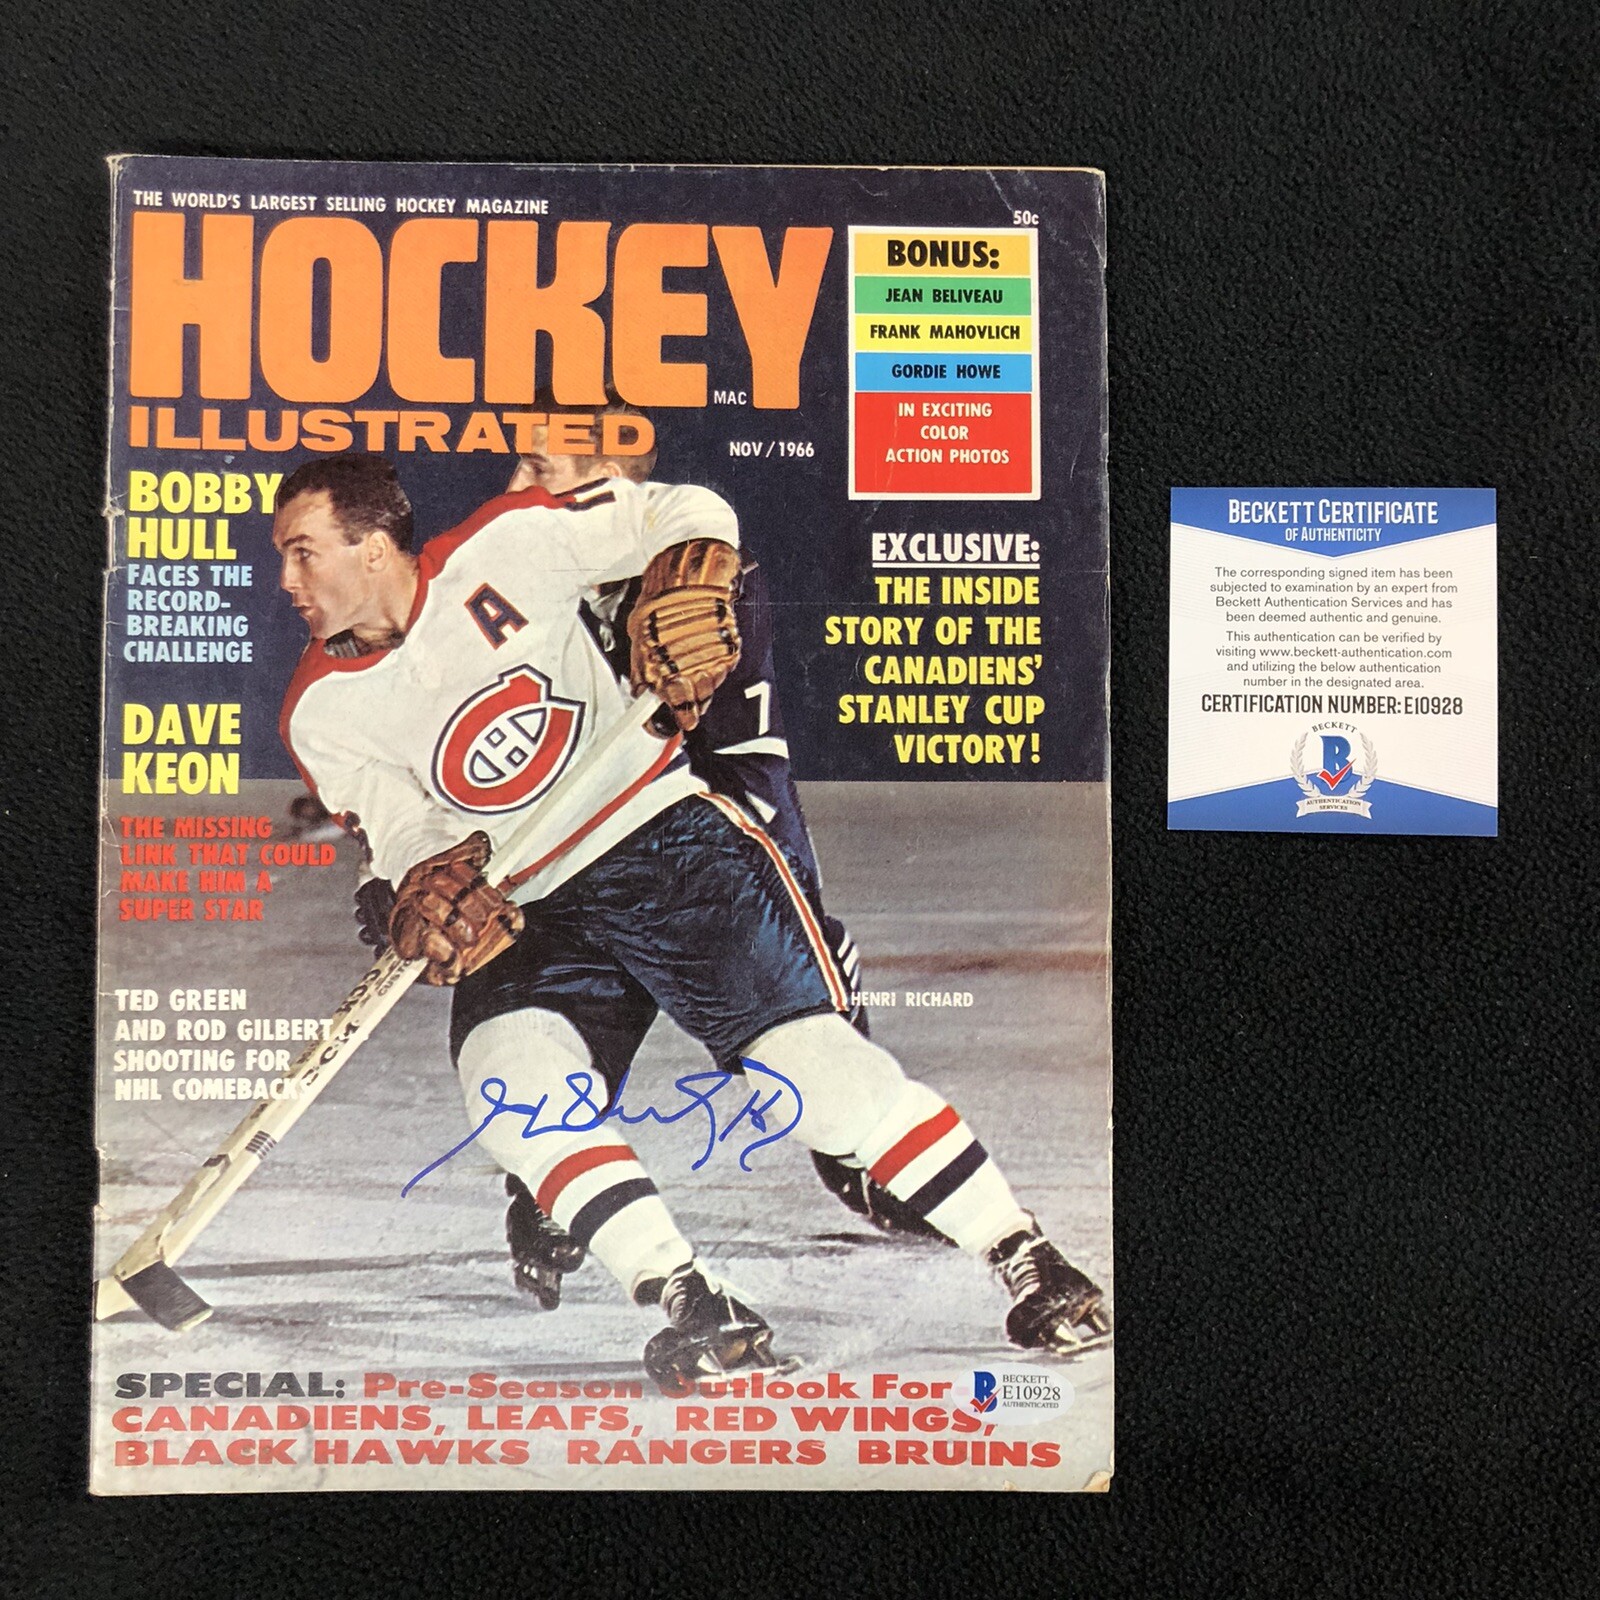 THE WORLD'S LARGEST SELLING HOCKEY MAGAZINE
50c
HOCKEY
MAC
ILLUSTRATED
NOV / 1966
BONUS:
JEAN BELIVEAU
FRANK MAHOVLICH
GORDIE HOWE
IN EXCITING
COLOR
ACTION PHOTOS
BOBBY
HULL
FACES THE
RECORD-
BREAKING
CHALLENGE
EXCLUSIVE:
THE INSIDE
STORY OF THE
CANADIENS'
STANLEY CUP
VICTORY!
A
7
DAVE
KEON
THE MISSING
LINK THAT COULD
MAKE HIM A
SUPER STAR
TED GREEN
AND ROD GILBERT
SHOOTING FOR
NHL COMEBACKS
HENRI RICHARD
SPECIAL: Pre-Season Outlook For
CANADIENS, LEAFS, RED WINGS,
BLACK HAWKS RANGERS BRUINS
BECKETT
E10928
AUTHENTICATED
BECKETT CERTIFICATE
OF AUTHENTICITY
The corresponding signed item has been
subjected to examination by an expert from
Beckett Authentication Services and has
been deemed authentic and genuine.
This authentication can be verified by
visiting www.beckett-authentication.com
and utilizing the below authentication
number in the designated area.
CERTIFICATION NUMBER: E10928
BECKETT
B
AUTHENTICATION
SERVICES